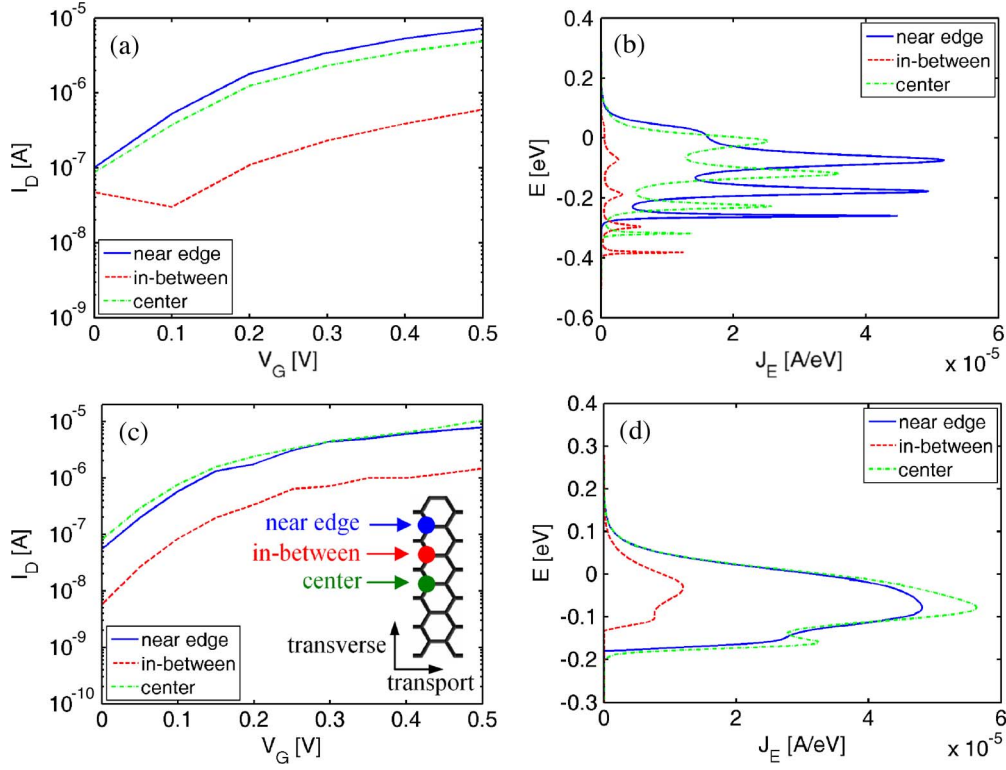 (a)
10^-5
10^-6
10^-7
10^-8
10^-9
I_D [A]
near edge
in-between
center
0 0.1 0.2 0.3 0.4 0.5
V_G [V]
(b)
near edge
in-between
center
0.4
0.2
0
-0.2
-0.4
-0.6
E [eV]
0 2 4 6
J_E [A/eV]
x 10^-5
(c)
10^-5
10^-6
10^-7
10^-8
10^-9
10^-10
I_D [A]
near edge
in-between
center
transverse
transport
near edge
in-between
center
0 0.1 0.2 0.3 0.4 0.5
V_G [V]
(d)
near edge
in-between
center
0.4
0.3
0.4
0.1
0
-0.1
-0.2
-0.3
E [eV]
0 2 4 6
J_E [A/eV]
x 10^-5